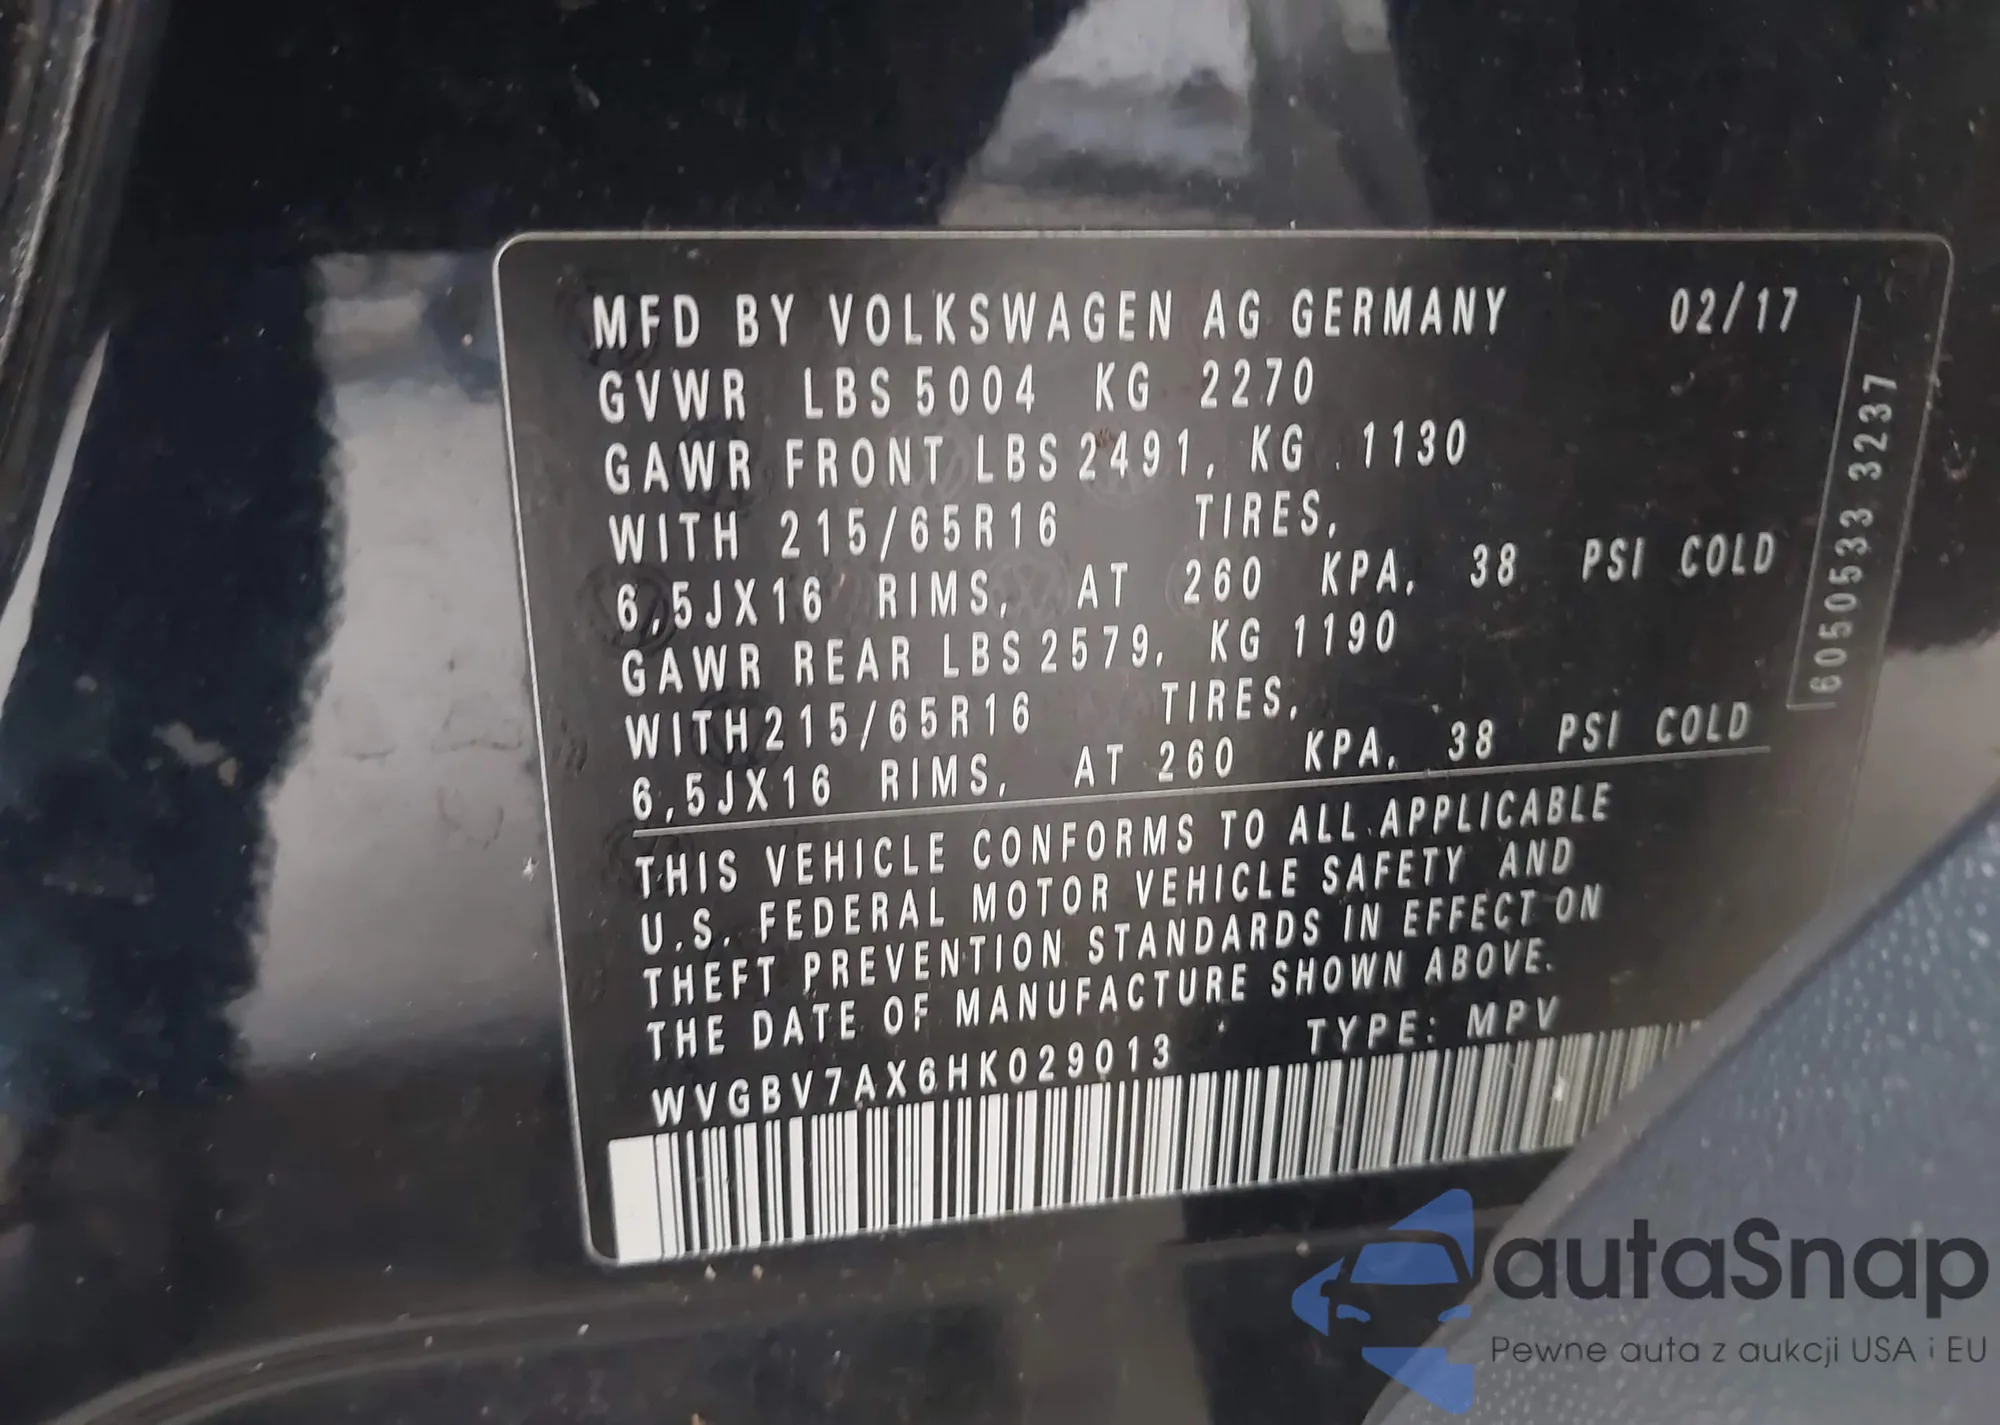 MFD BY VOLKSWAGEN AG GERMANY 02/17
GVWR LBS 5004 KG 2270
GAWR FRONT LBS 2491, KG 1130
WITH 215/65R16 TIRES,
6,5JX16 RIMS, AT 260 KPA, 38 PSI COLD
GAWR REAR LBS 2579, KG 1190
WITH 215/65R16 TIRES,
6,5JX16 RIMS, AT 260 KPA, 38 PSI COLD
THIS VEHICLE CONFORMS TO ALL APPLICABLE
U.S. FEDERAL MOTOR VEHICLE SAFETY AND
THEFT PREVENTION STANDARDS IN EFFECT ON
THE DATE OF MANUFACTURE SHOWN ABOVE.
WVGBV7AX6HK029013 TYPE: MPV
6050533 3237
autaSnap
Pewne auta z aukcji USA i EU